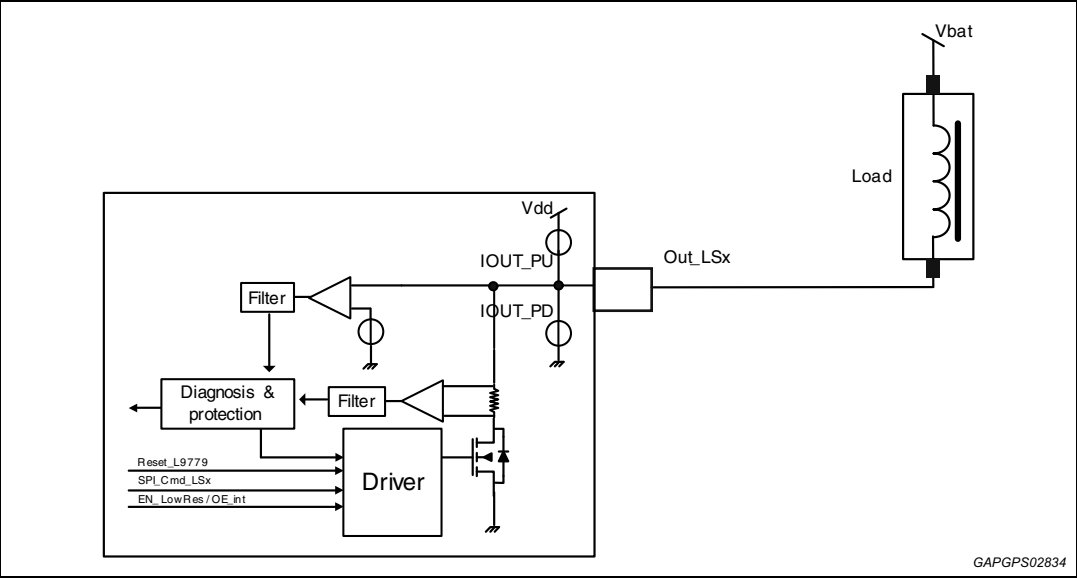 Vbat
Load
Vdd
IOUT_PU
Out_LSx
Filter
IOUT_PD
Diagnosis &
protection
Filter
Reset_L9779
SPI_Cmd_LSx
EN_LowRes/OE_int
Driver
GAPGPS02834